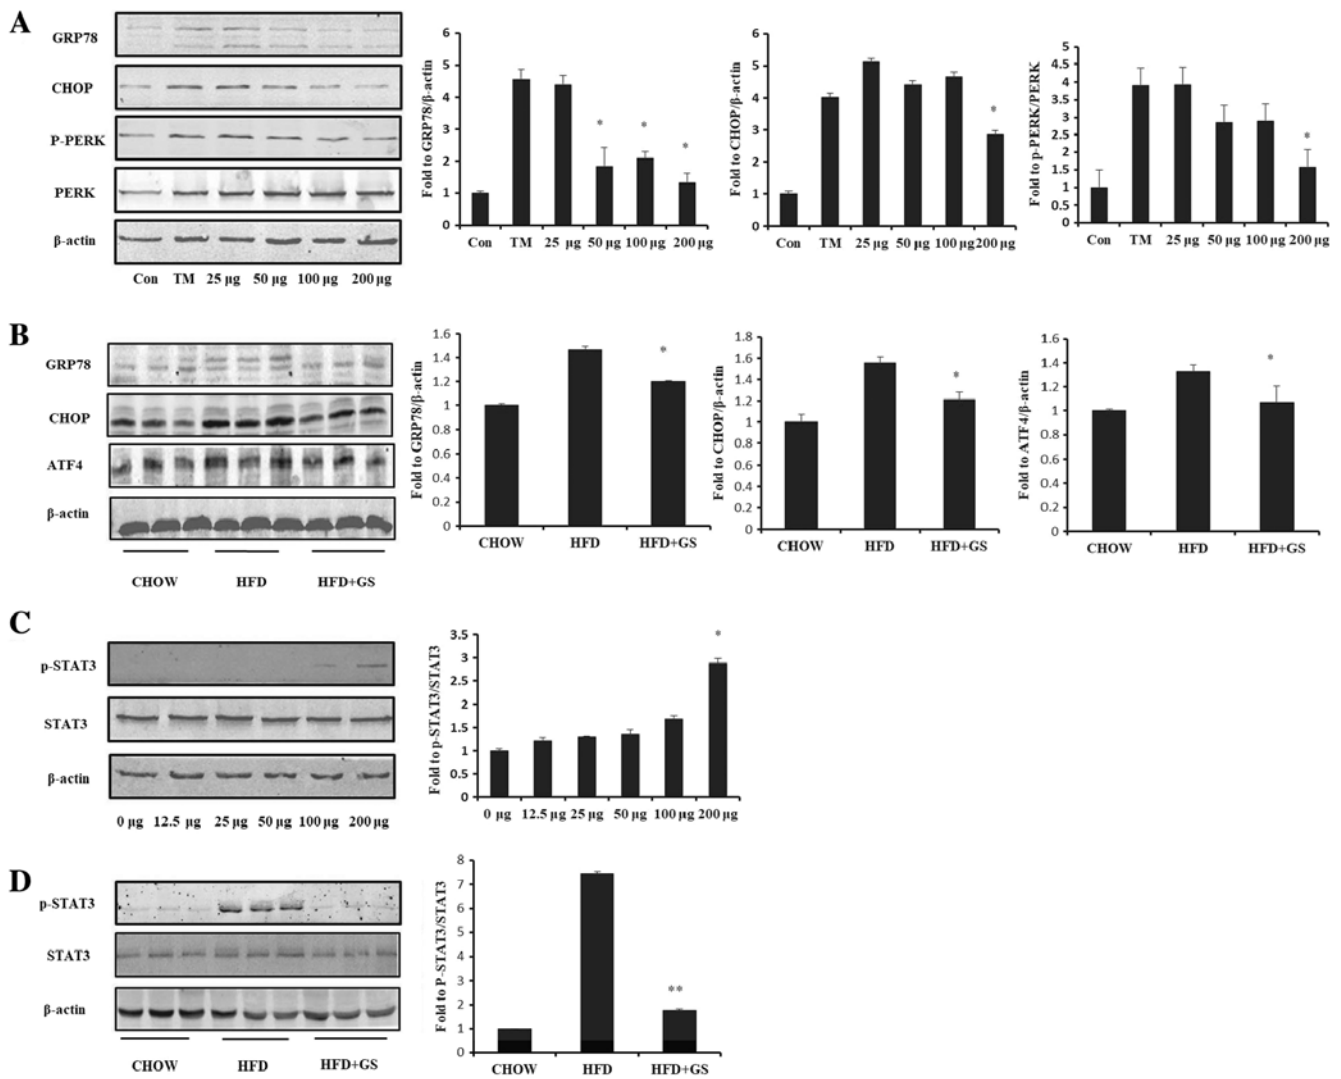 A
GRP78
CHOP
P-PERK
PERK
β-actin
Con TM 25 µg 50 µg 100 µg 200 µg
Fold to GRP78/β-actin
6
5
4
3
2
1
0
* * *
Con TM 25 µg 50 µg 100 µg 200 µg
Fold to CHOP/β-actin
6
5
4
3
2
1
0
*
Con TM 25 µg 50 µg 100 µg 200 µg
Fold to p-PERK/PERK
5
4.5
4
3.5
3
2.5
2
1.5
1
0.5
*
Con TM 25 µg 50 µg 100 µg 200 µg
B
GRP78
CHOP
ATF4
β-actin
CHOW HFD HFD+GS
Fold to GRP78/β-actin
1.6
1.4
1.2
1
0.8
0.6
0.4
0.2
0
*
CHOW HFD HFD+GS
Fold to CHOP/β-actin
1.8
1.6
1.4
1.2
1
0.8
0.6
0.4
0.2
0
*
CHOW HFD HFD+GS
Fold to ATF4/β-actin
1.6
1.4
1.2
1
0.8
0.6
0.4
0.2
0
*
CHOW HFD HFD+GS
C
p-STAT3
STAT3
β-actin
0 µg 12.5 µg 25 µg 50 µg 100 µg 200 µg
Fold to p-STAT3/STAT3
3.5
3
2.5
2
1.5
1
0.5
0
*
0 µg 12.5 µg 25 µg 50 µg 100 µg 200 µg
D
p-STAT3
STAT3
β-actin
CHOW HFD HFD+GS
Fold to P-STAT3/STAT3
8
7
6
5
4
3
2
1
0
**
CHOW HFD HFD+GS